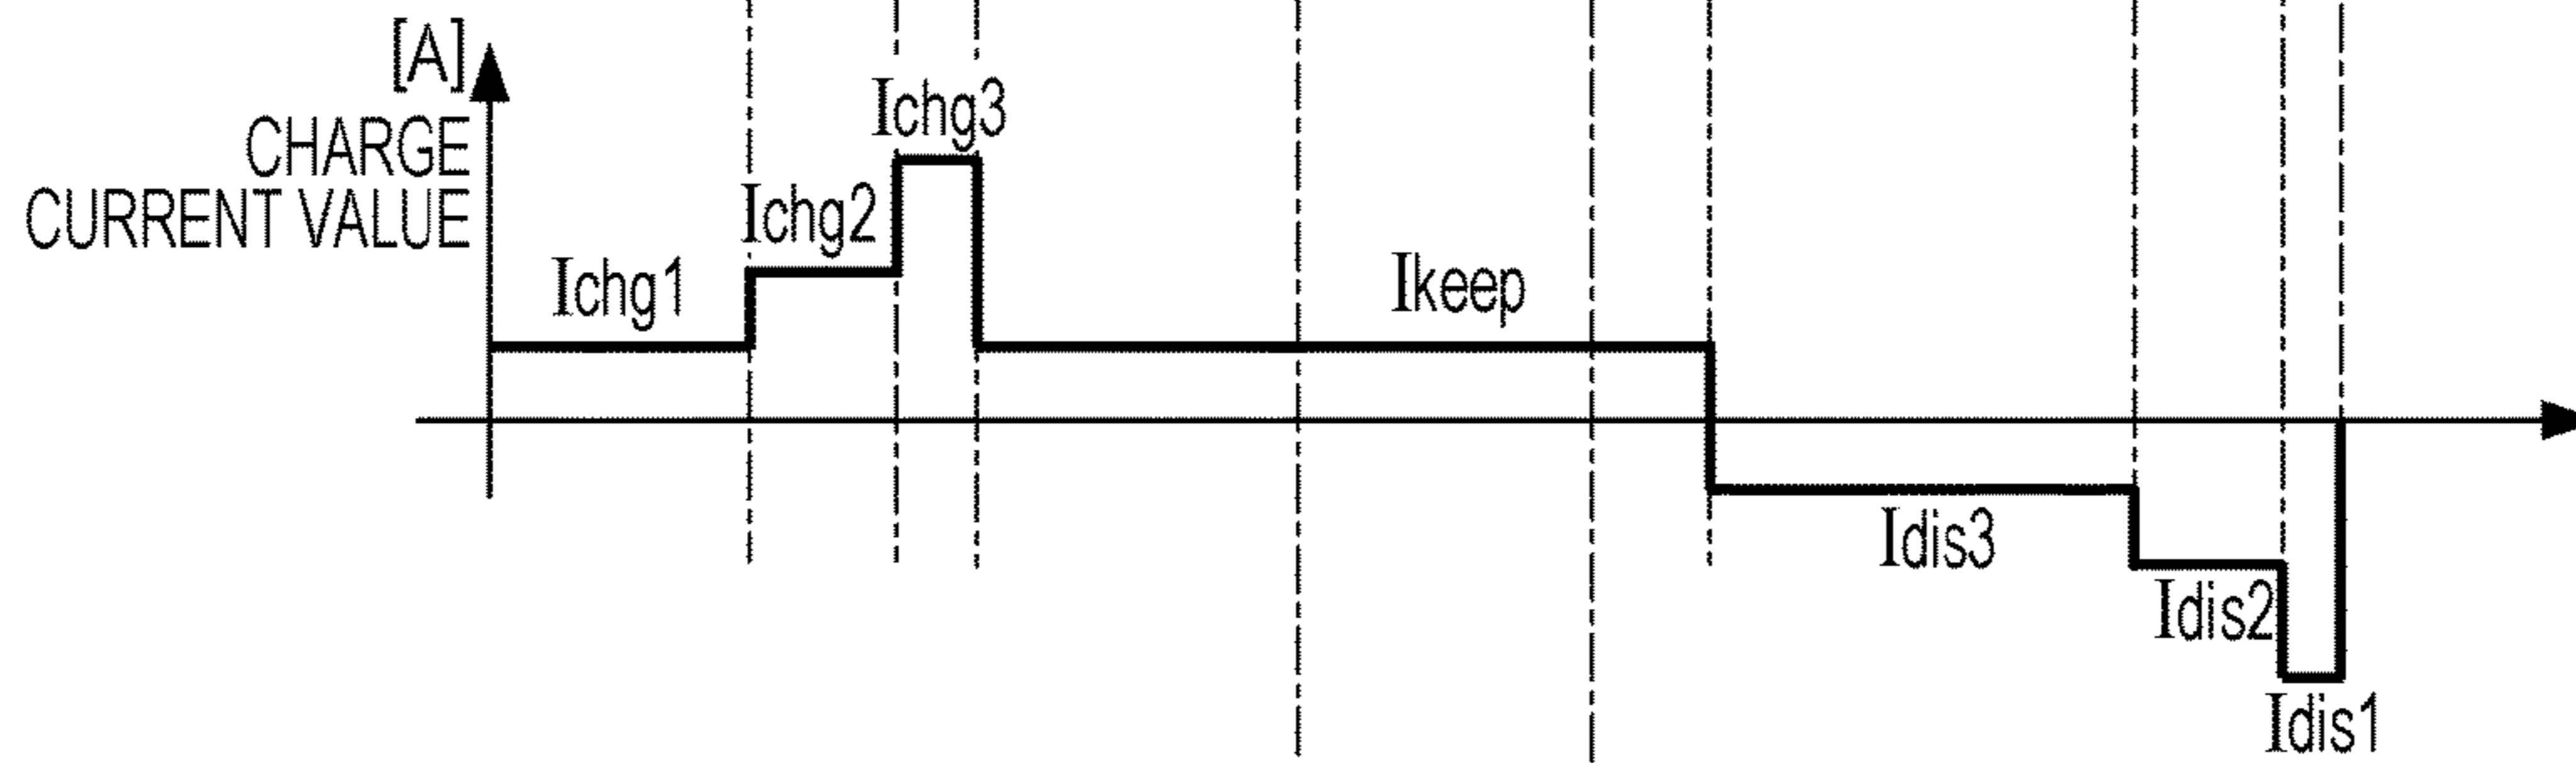 [A]
CHARGE
CURRENT VALUE
Ichg1
Ichg2
Ichg3
Ikeep
Idis3
Idis2
Idis1